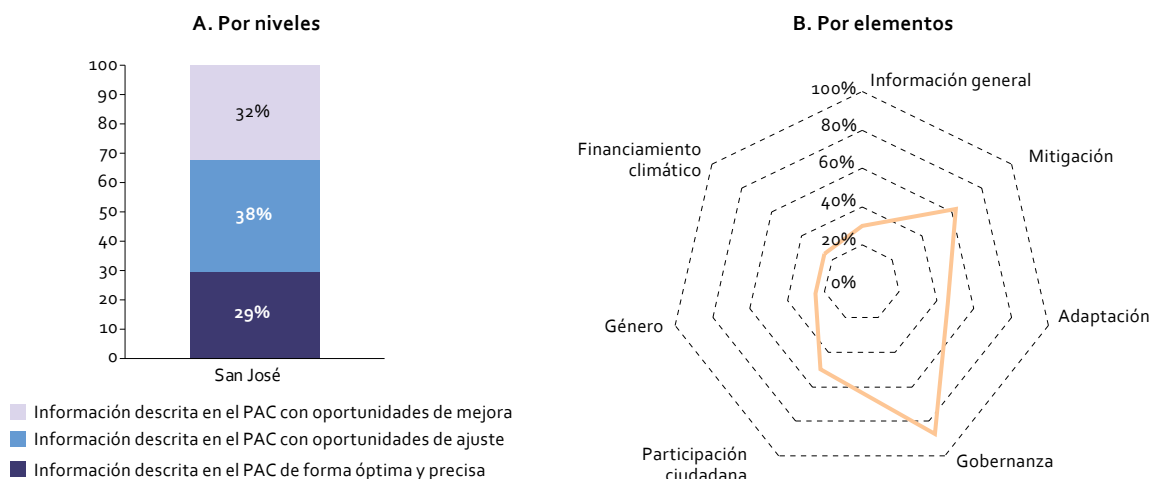 A. Por niveles
100
90
80
70
60
50
40
30
20
10
0
32%
38%
29%
San José
Información descrita en el PAC con oportunidades de mejora
Información descrita en el PAC con oportunidades de ajuste
Información descrita en el PAC de forma óptima y precisa
B. Por elementos
100%
80%
60%
40%
20%
0%
Información general
Mitigación
Adaptación
Gobernanza
Participación
ciudadana
Género
Financiamiento
climático